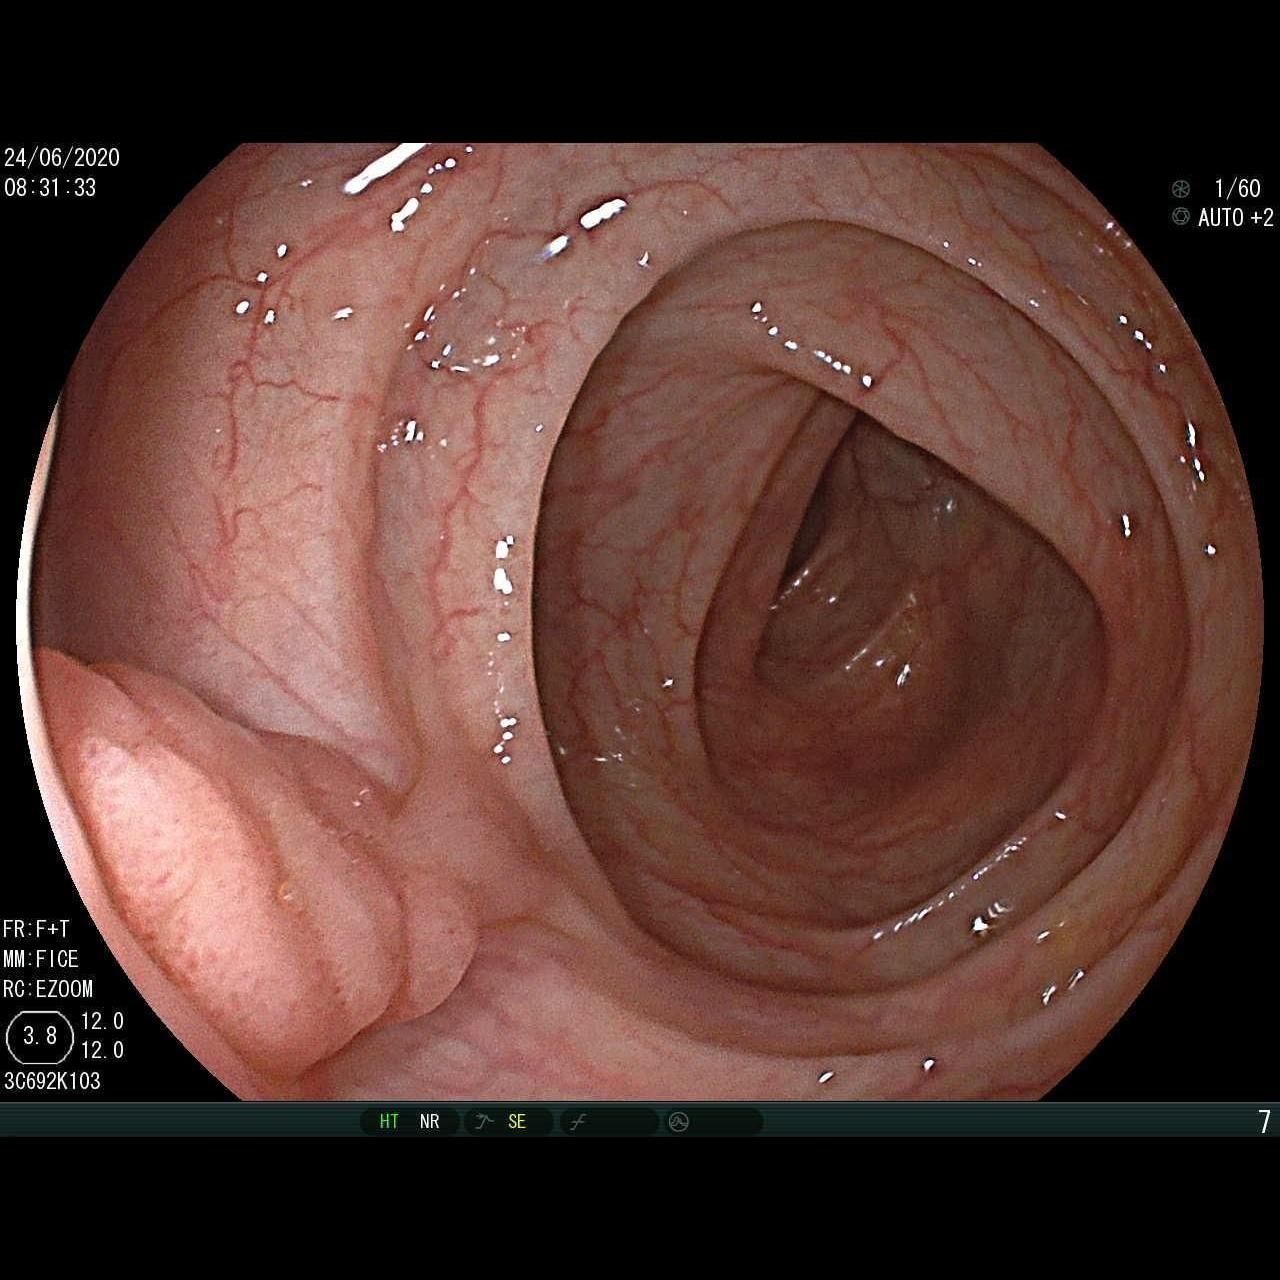 24/06/2020
08:31:33
1/60
AUTO +2
FR:F+T
MM:FICE
RC:EZOOM
3.8 12.0
12.0
3C692K103
HT NR SE
7